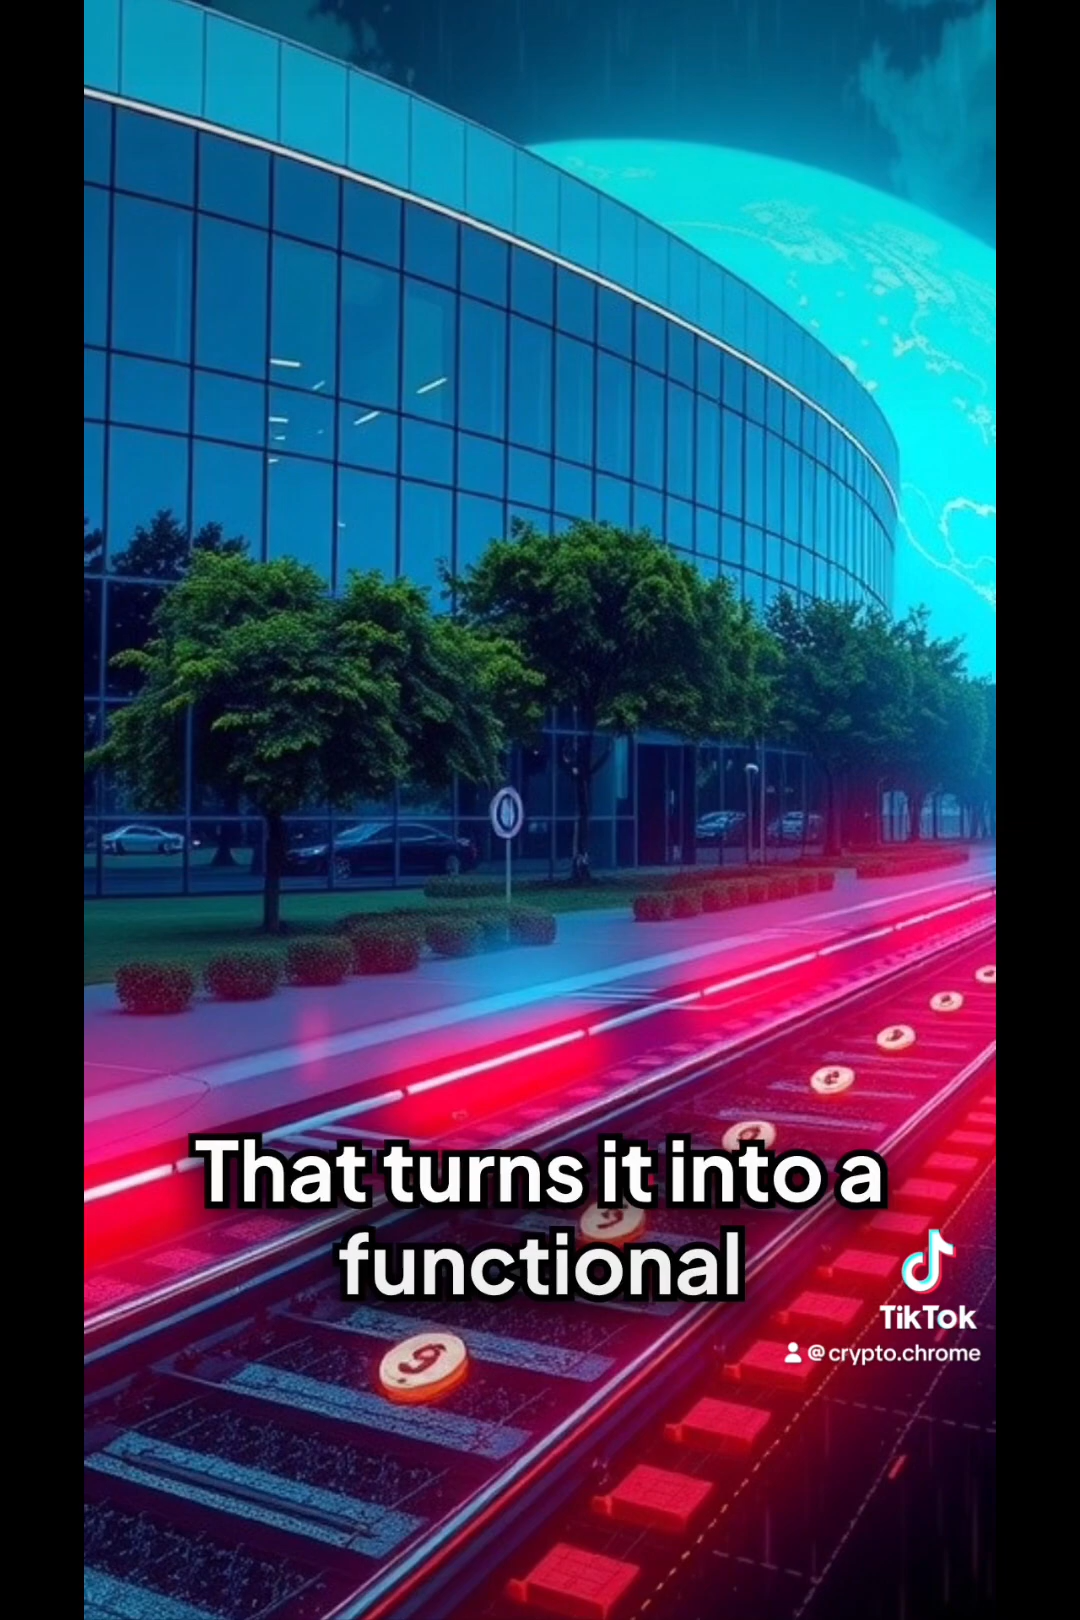 That turns it into a
functional
TikTok
@crypto.chrome